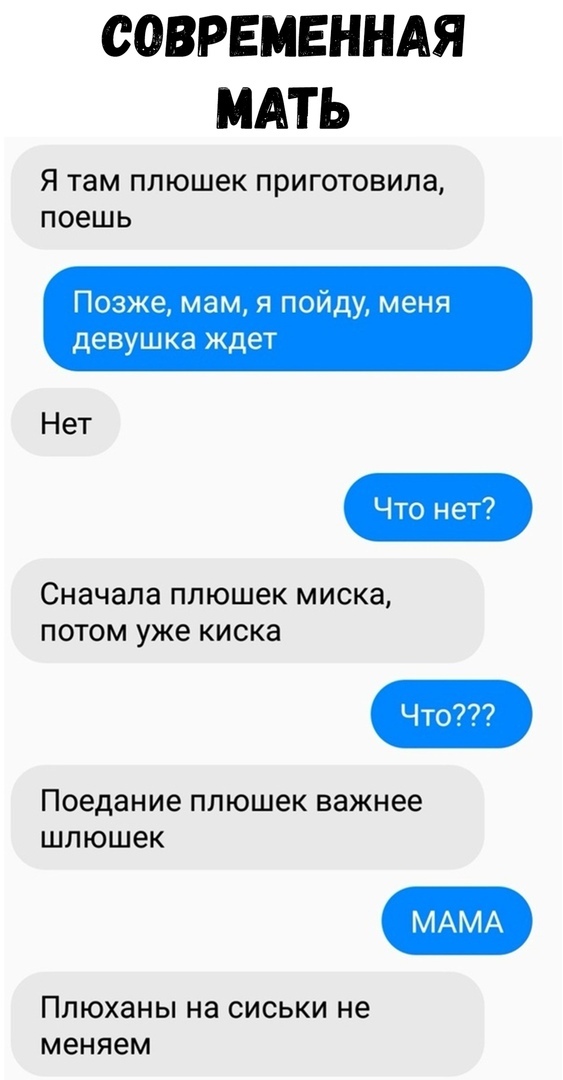 СОВРЕМЕННАЯ
МАТЬ
Я там плюшек приготовила,
поешь
Позже, мам, я пойду, меня
девушка ждет
Нет
Что нет?
Сначала плюшек миска,
потом уже киска
Что???
Поедание плюшек важнее
шлюшек
МАМА
Плюханы на сиськи не
меняем